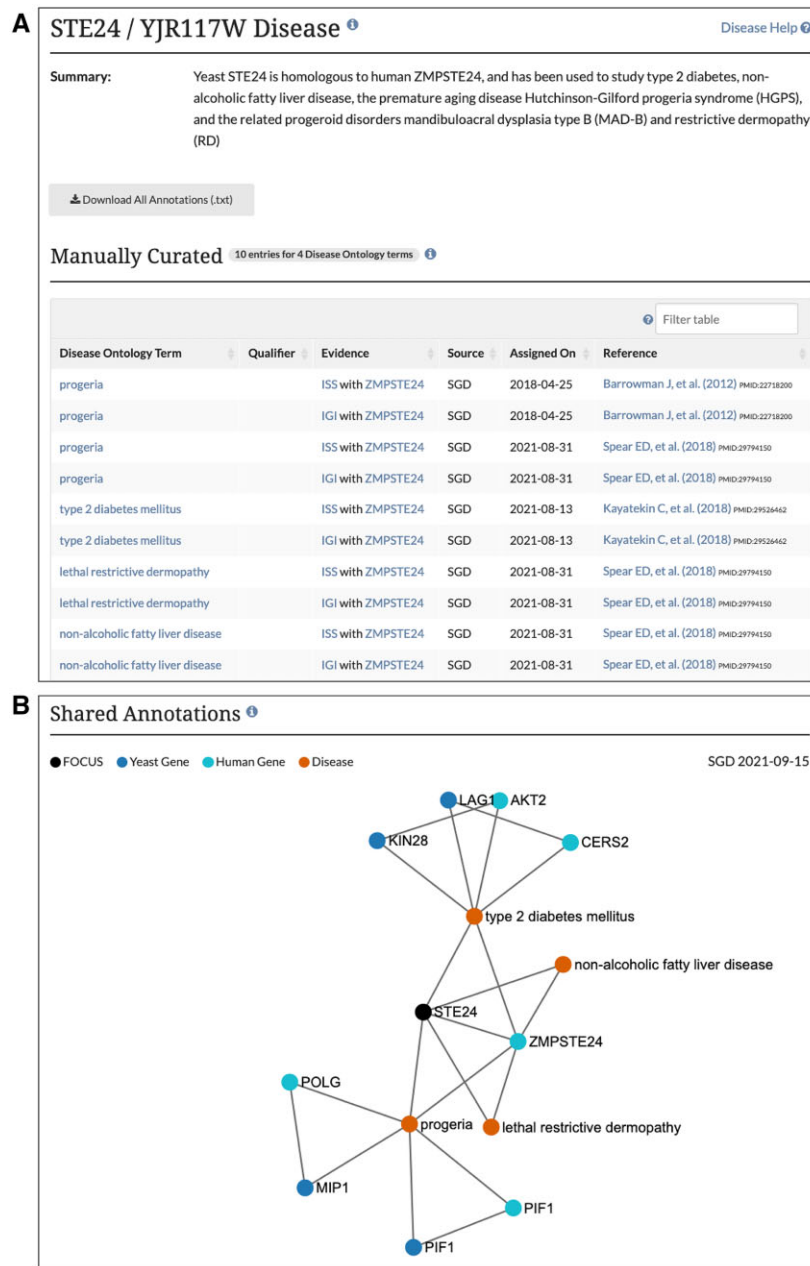 A
STE24 / YJR117W Disease
Disease Help
Summary:
Yeast STE24 is homologous to human ZMPSTE24, and has been used to study type 2 diabetes, non-
alcoholic fatty liver disease, the premature aging disease Hutchinson-Gilford progeria syndrome (HGPS),
and the related progeroid disorders mandibuloacral dysplasia type B (MAD-B) and restrictive dermopathy
(RD)
Download All Annotations (.txt)
Manually Curated 10 entries for 4 Disease Ontology terms
Filter table
Disease Ontology Term Qualifier Evidence Source Assigned On Reference
progeria ISS with ZMPSTE24 SGD 2018-04-25 Barrowman J, et al. (2012) PMID:22718200
progeria IGI with ZMPSTE24 SGD 2018-04-25 Barrowman J, et al. (2012) PMID:22718200
progeria ISS with ZMPSTE24 SGD 2021-08-31 Spear ED, et al. (2018) PMID:29794150
progeria IGI with ZMPSTE24 SGD 2021-08-31 Spear ED, et al. (2018) PMID:29794150
type 2 diabetes mellitus ISS with ZMPSTE24 SGD 2021-08-13 Kayatekin C, et al. (2018) PMID:29526462
type 2 diabetes mellitus IGI with ZMPSTE24 SGD 2021-08-13 Kayatekin C, et al. (2018) PMID:29526462
lethal restrictive dermopathy ISS with ZMPSTE24 SGD 2021-08-31 Spear ED, et al. (2018) PMID:29794150
lethal restrictive dermopathy IGI with ZMPSTE24 SGD 2021-08-31 Spear ED, et al. (2018) PMID:29794150
non-alcoholic fatty liver disease ISS with ZMPSTE24 SGD 2021-08-31 Spear ED, et al. (2018) PMID:29794150
non-alcoholic fatty liver disease IGI with ZMPSTE24 SGD 2021-08-31 Spear ED, et al. (2018) PMID:29794150
B
Shared Annotations
FOCUS Yeast Gene Human Gene Disease
SGD 2021-09-15
LAG1 AKT2
KIN28
CERS2
type 2 diabetes mellitus
non-alcoholic fatty liver disease
STE24
ZMPSTE24
POLG
progeria
lethal restrictive dermopathy
MIP1
PIF1
PIF1